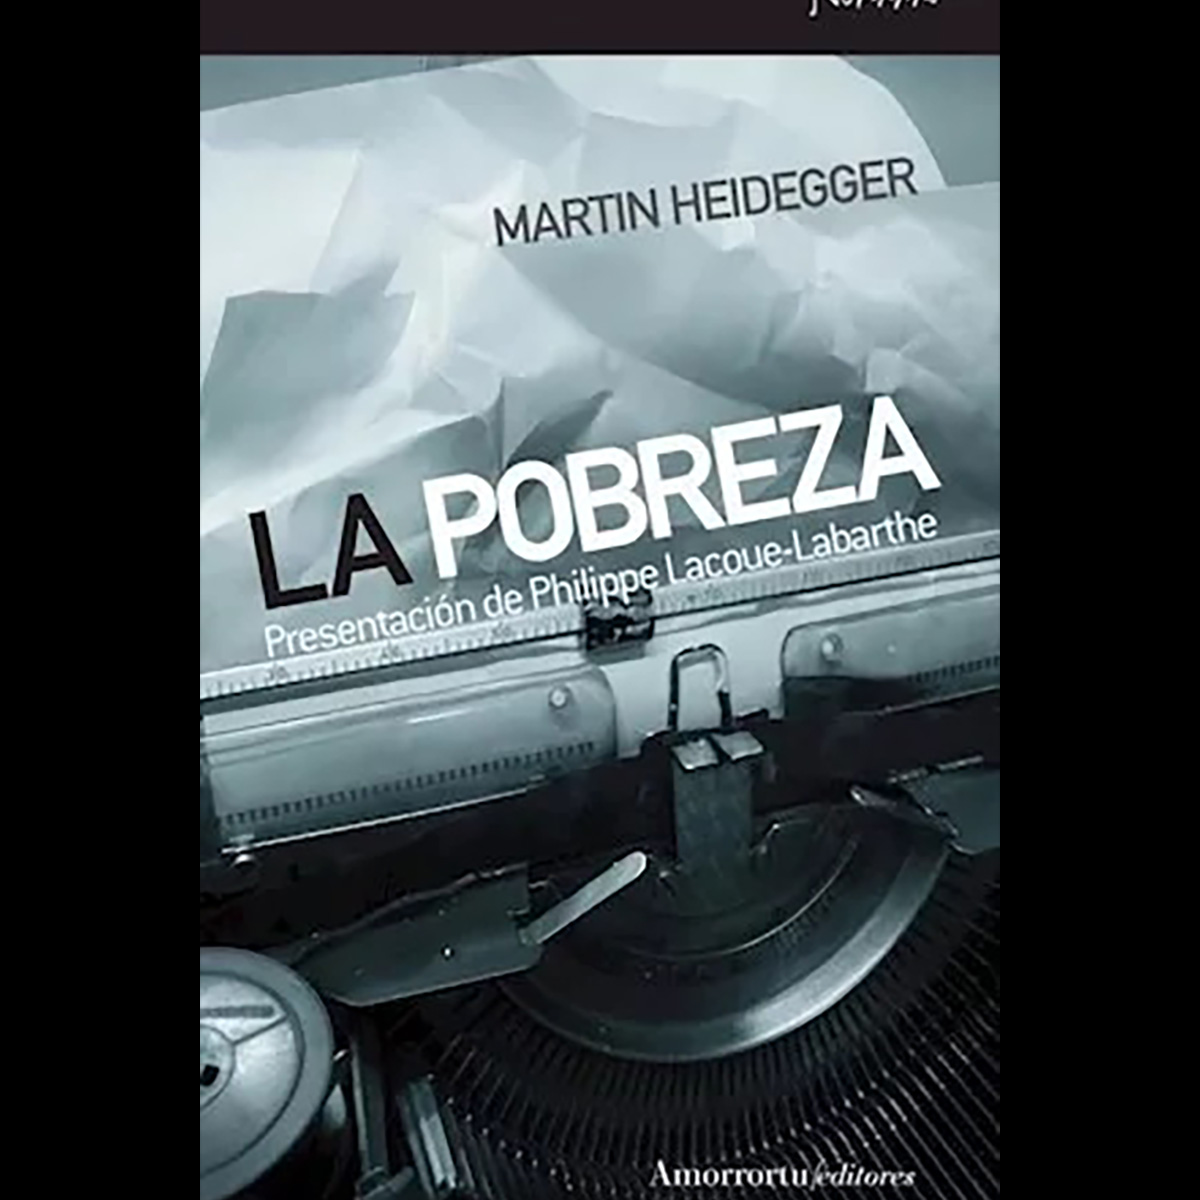 MARTIN HEIDEGGER
LA POBREZA
Presentación de Philippe Lacoue-Labarthe
Amorrortu/editores